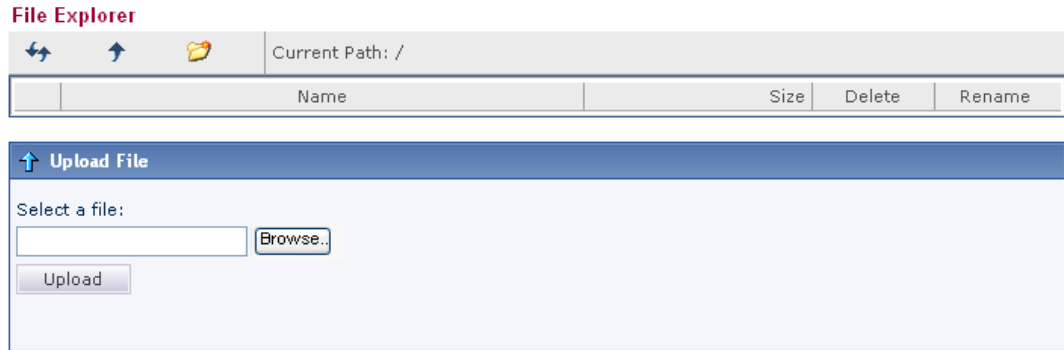 File Explorer
Current Path: /
Name Size Delete Rename
Upload File
Select a file:
Browse..
Upload